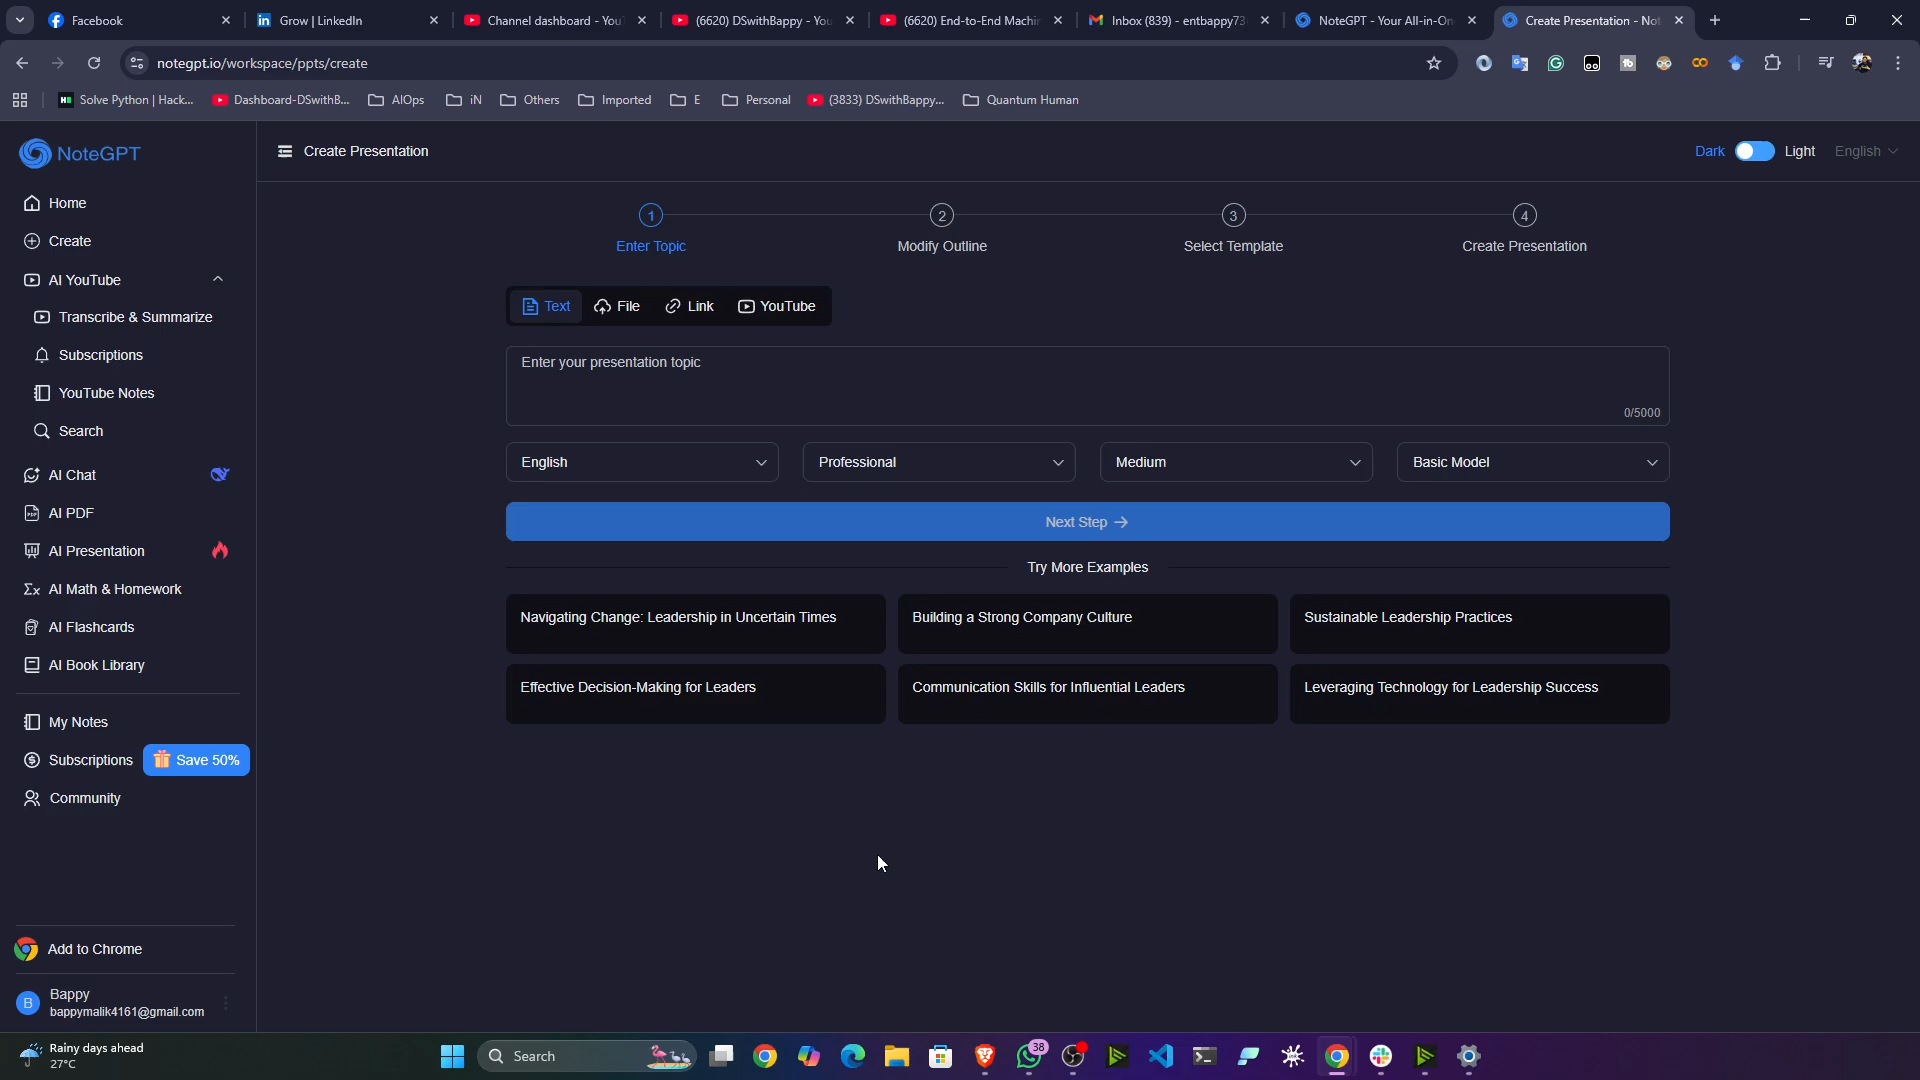 Facebook
Grow | LinkedIn
Channel dashboard - You
(6620) DSwithBappy - You
(6620) End-to-End Machin
Inbox (839) - entbappy73
NoteGPT - Your All-in-On
Create Presentation - Not
notegpt.io/workspace/ppts/create
Solve Python | Hack...
Dashboard-DSwithB...
AIOps
iN
Others
Imported
E
Personal
(3833) DSwithBappy...
Quantum Human
NoteGPT
Create Presentation
Dark
Light
English
Home
Create
AI YouTube
Transcribe & Summarize
Subscriptions
YouTube Notes
Search
AI Chat
AI PDF
AI Presentation
AI Math & Homework
AI Flashcards
AI Book Library
My Notes
Subscriptions
Save 50%
Community
Add to Chrome
B
Bappy
bappymalik4161@gmail.com
1
2
3
4
Enter Topic
Modify Outline
Select Template
Create Presentation
Text
File
Link
YouTube
Enter your presentation topic
0/5000
English
Professional
Medium
Basic Model
Next Step
Try More Examples
Navigating Change: Leadership in Uncertain Times
Building a Strong Company Culture
Sustainable Leadership Practices
Effective Decision-Making for Leaders
Communication Skills for Influential Leaders
Leveraging Technology for Leadership Success
Rainy days ahead
27°C
Search
38